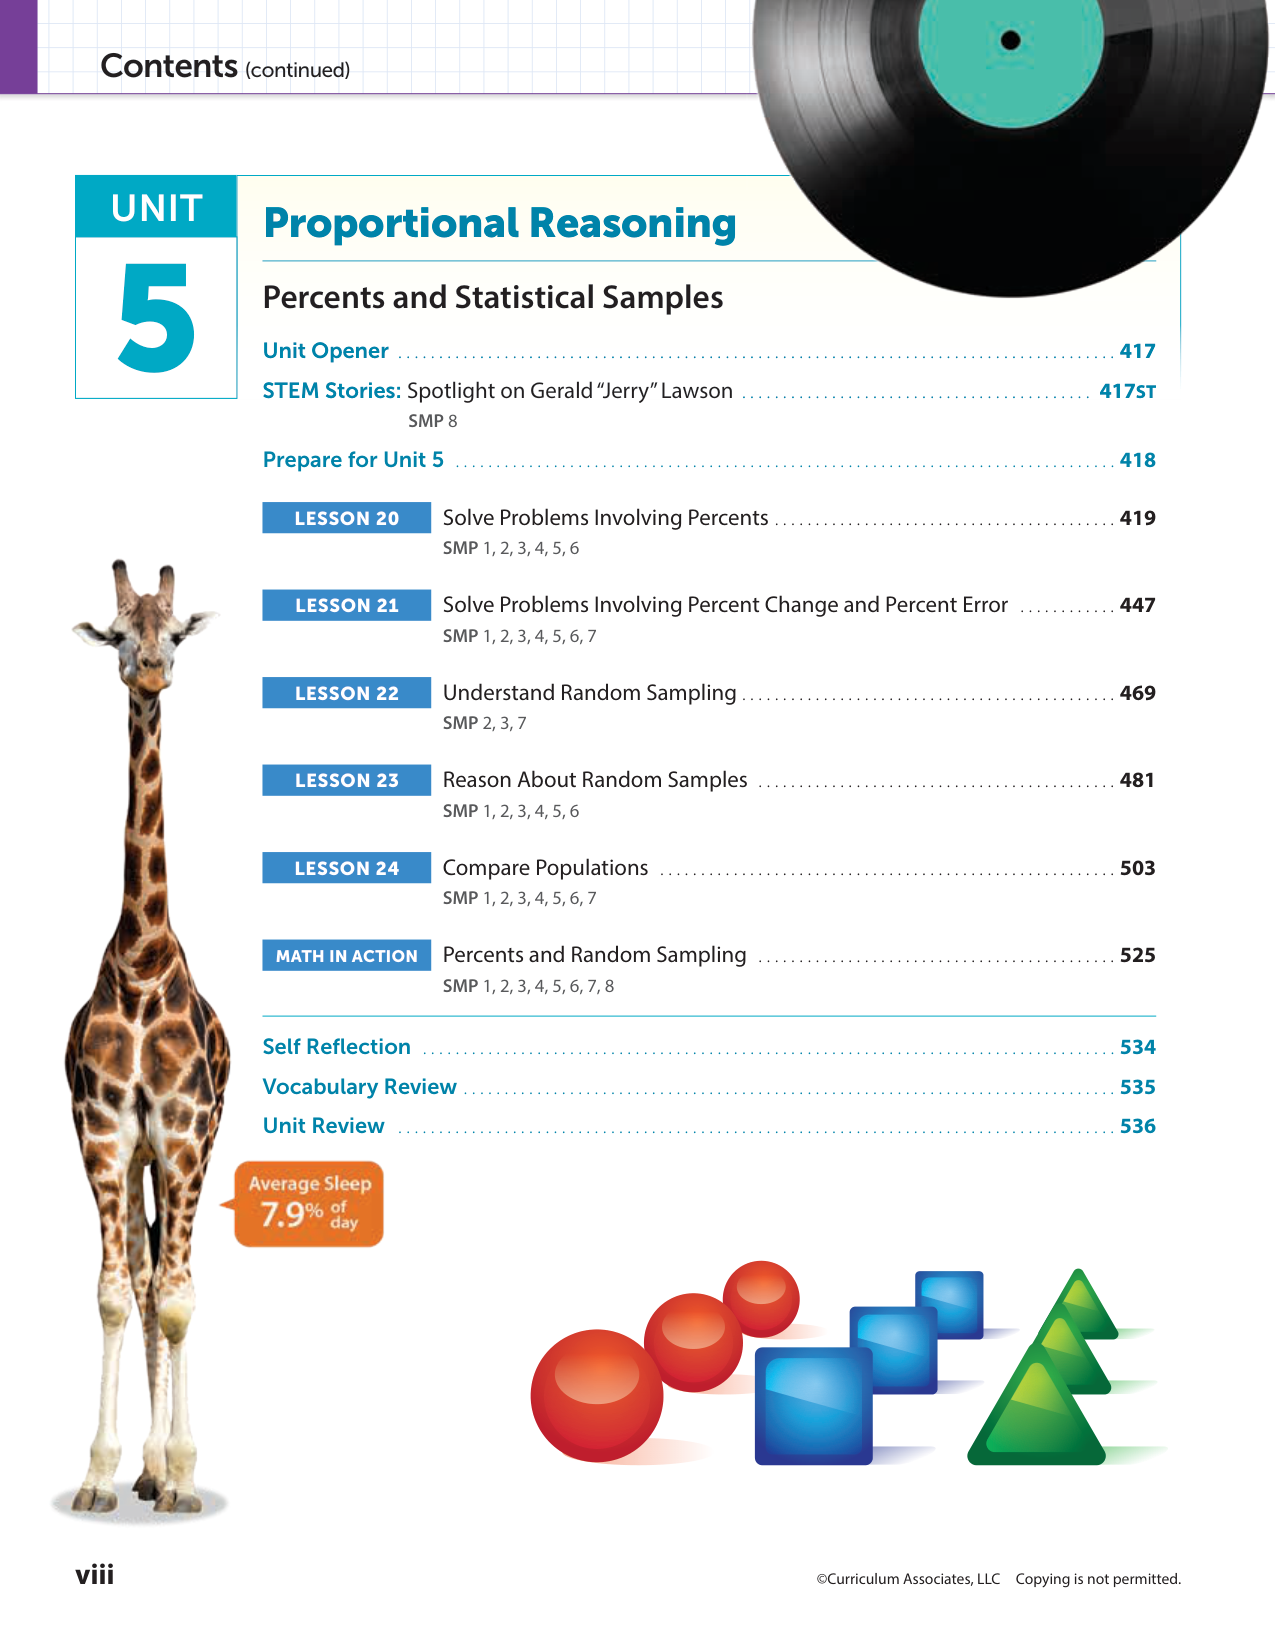 Contents (continued)
UNIT
5
Proportional Reasoning
Percents and Statistical Samples
Unit Opener 417
STEM Stories: Spotlight on Gerald “Jerry” Lawson 417ST
SMP 8
Prepare for Unit 5 418
LESSON 20 Solve Problems Involving Percents 419
SMP 1, 2, 3, 4, 5, 6
LESSON 21 Solve Problems Involving Percent Change and Percent Error 447
SMP 1, 2, 3, 4, 5, 6, 7
LESSON 22 Understand Random Sampling 469
SMP 2, 3, 7
LESSON 23 Reason About Random Samples 481
SMP 1, 2, 3, 4, 5, 6
LESSON 24 Compare Populations 503
SMP 1, 2, 3, 4, 5, 6, 7
MATH IN ACTION Percents and Random Sampling 525
SMP 1, 2, 3, 4, 5, 6, 7, 8
Self Reflection 534
Vocabulary Review 535
Unit Review 536
Average Sleep
7.9% of day
viii
©Curriculum Associates, LLC Copying is not permitted.